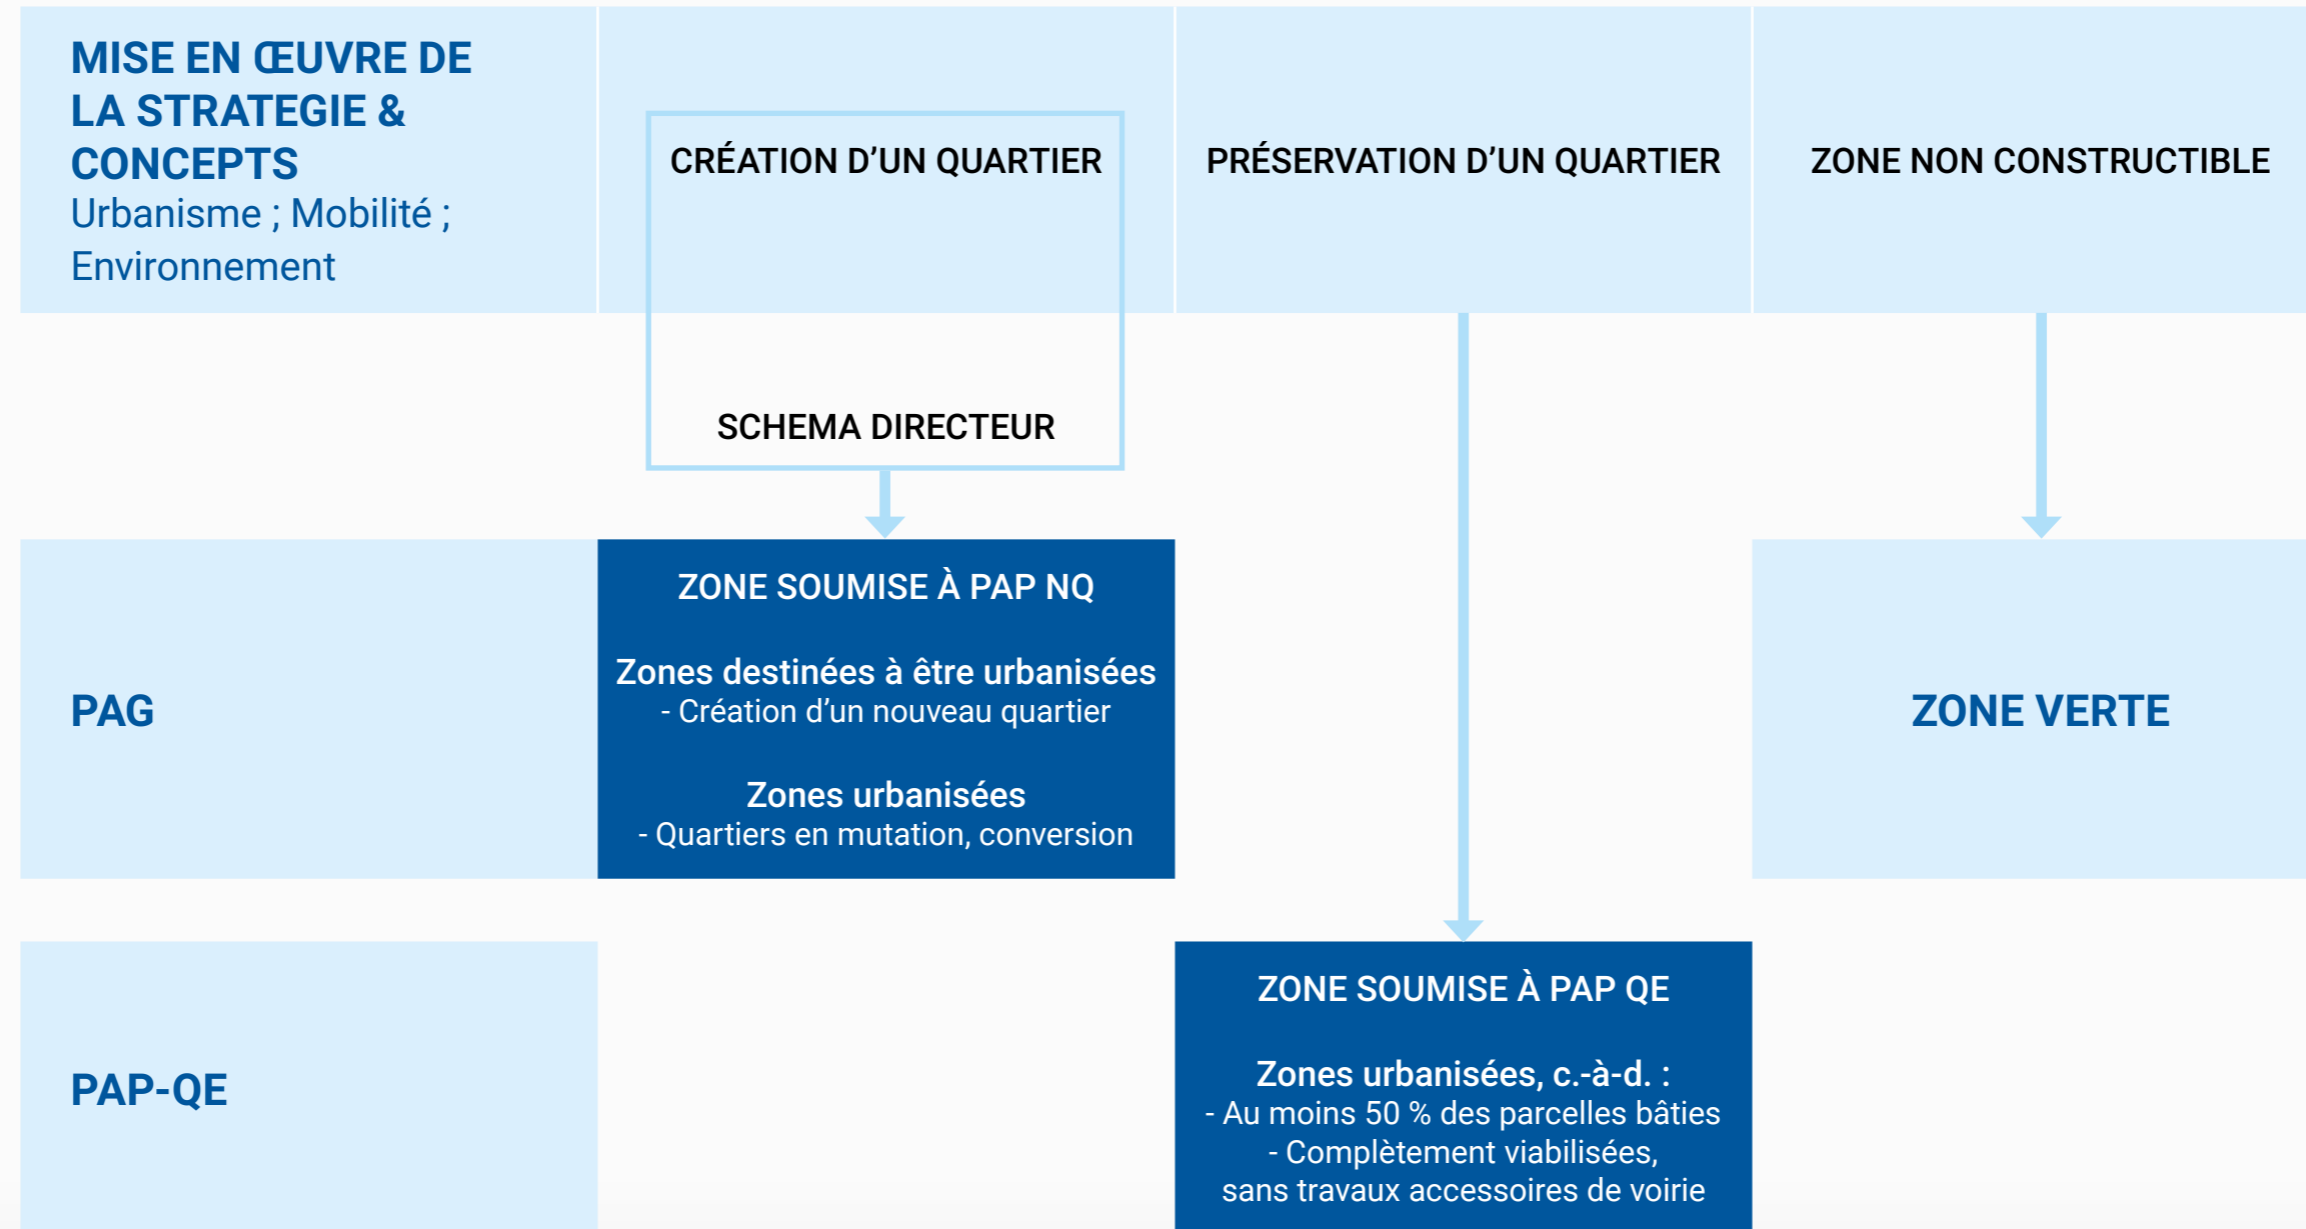 MISE EN ŒUVRE DE
LA STRATEGIE &
CONCEPTS
Urbanisme ; Mobilité ;
Environnement
CRÉATION D’UN QUARTIER
PRÉSERVATION D’UN QUARTIER
ZONE NON CONSTRUCTIBLE
SCHEMA DIRECTEUR
PAG
ZONE SOUMISE À PAP NQ
Zones destinées à être urbanisées
- Création d’un nouveau quartier
Zones urbanisées
- Quartiers en mutation, conversion
ZONE VERTE
PAP-QE
ZONE SOUMISE À PAP QE
Zones urbanisées, c.-à-d. :
- Au moins 50 % des parcelles bâties
- Complètement viabilisées,
sans travaux accessoires de voirie